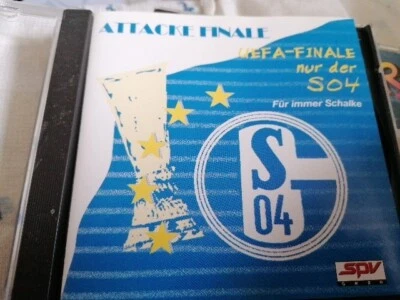 ATTACKE FINALE
UEFA-FINALE
nur der
S04
Für immer Schalke
S
04
SPV